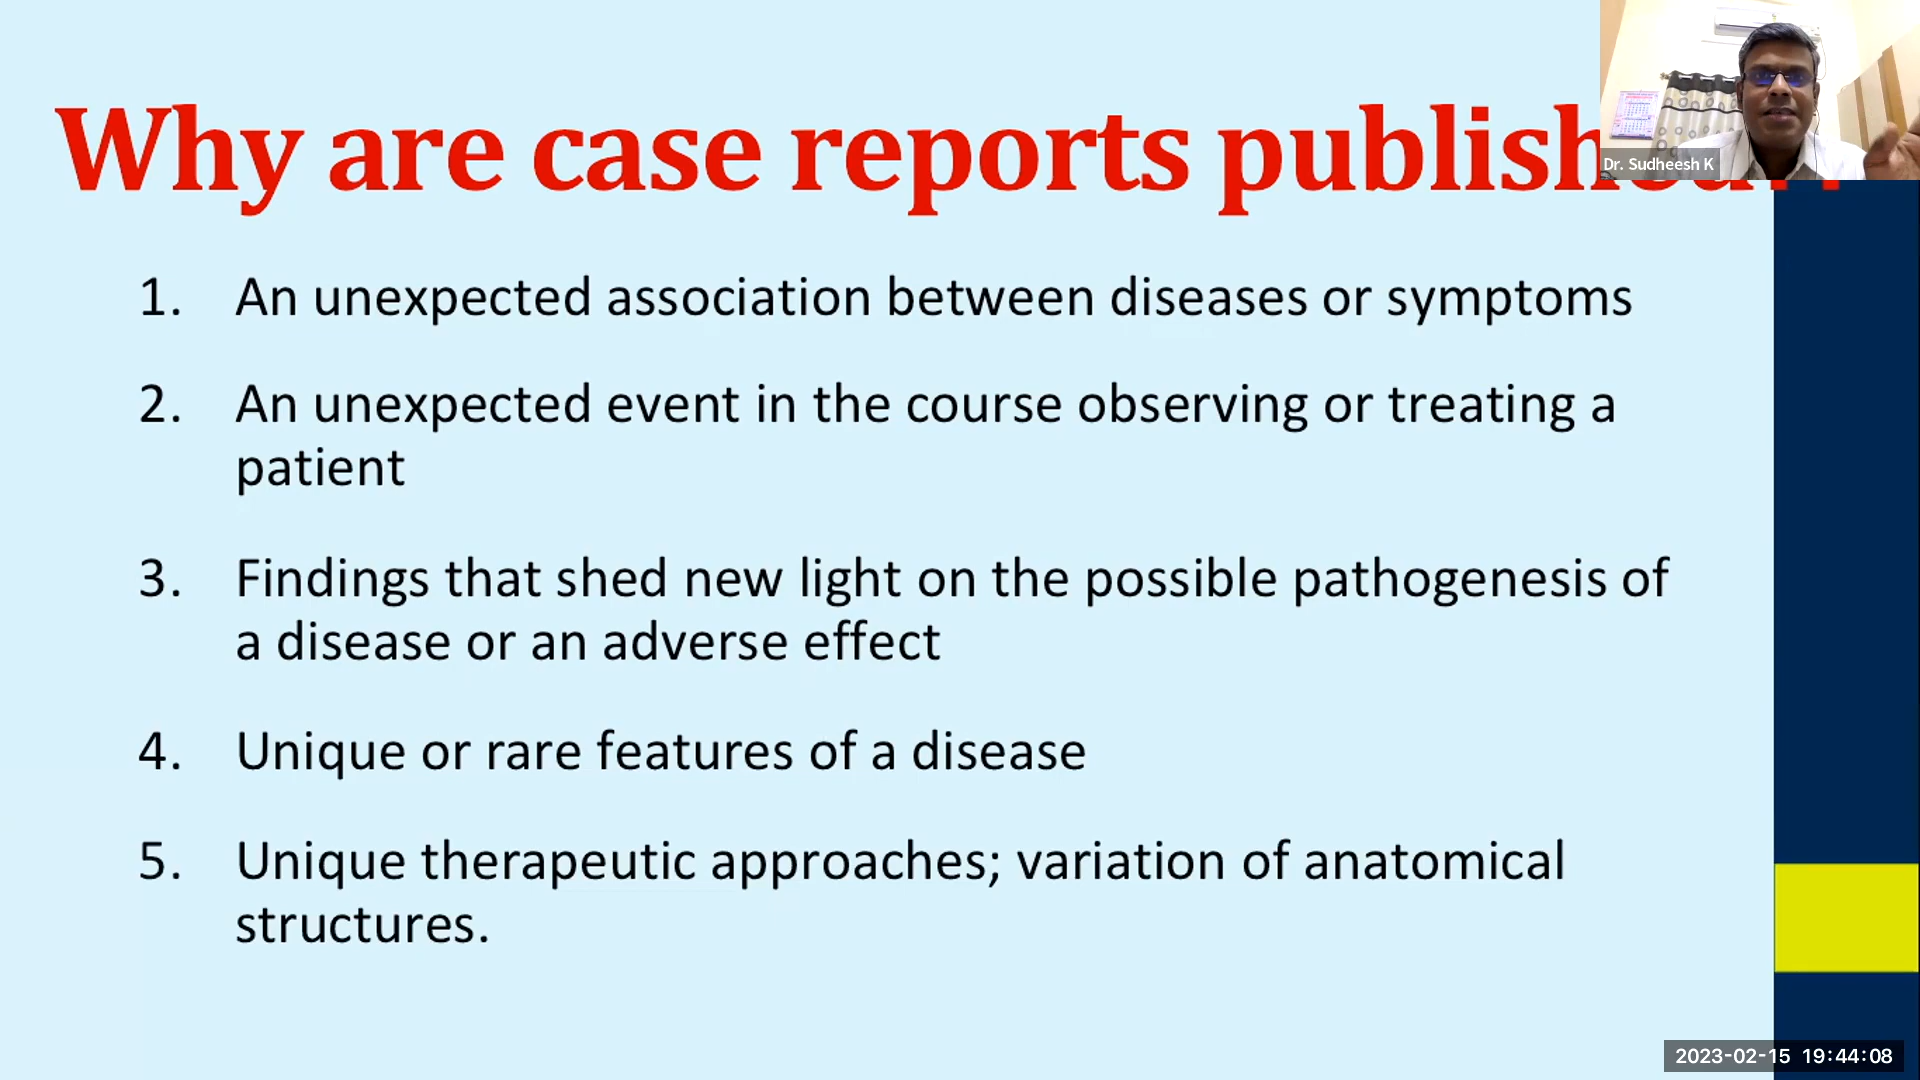 Why are case reports
Dr. Sudheesh K
1. An unexpected association between diseases or symptoms
2. An unexpected event in the course observing or treating a
patient
3. Findings that shed new light on the possible pathogenesis of
a disease or an adverse effect
4. Unique or rare features of a disease
5. Unique therapeutic approaches; variation of anatomical
structures.
2023-02-15 19:44:08